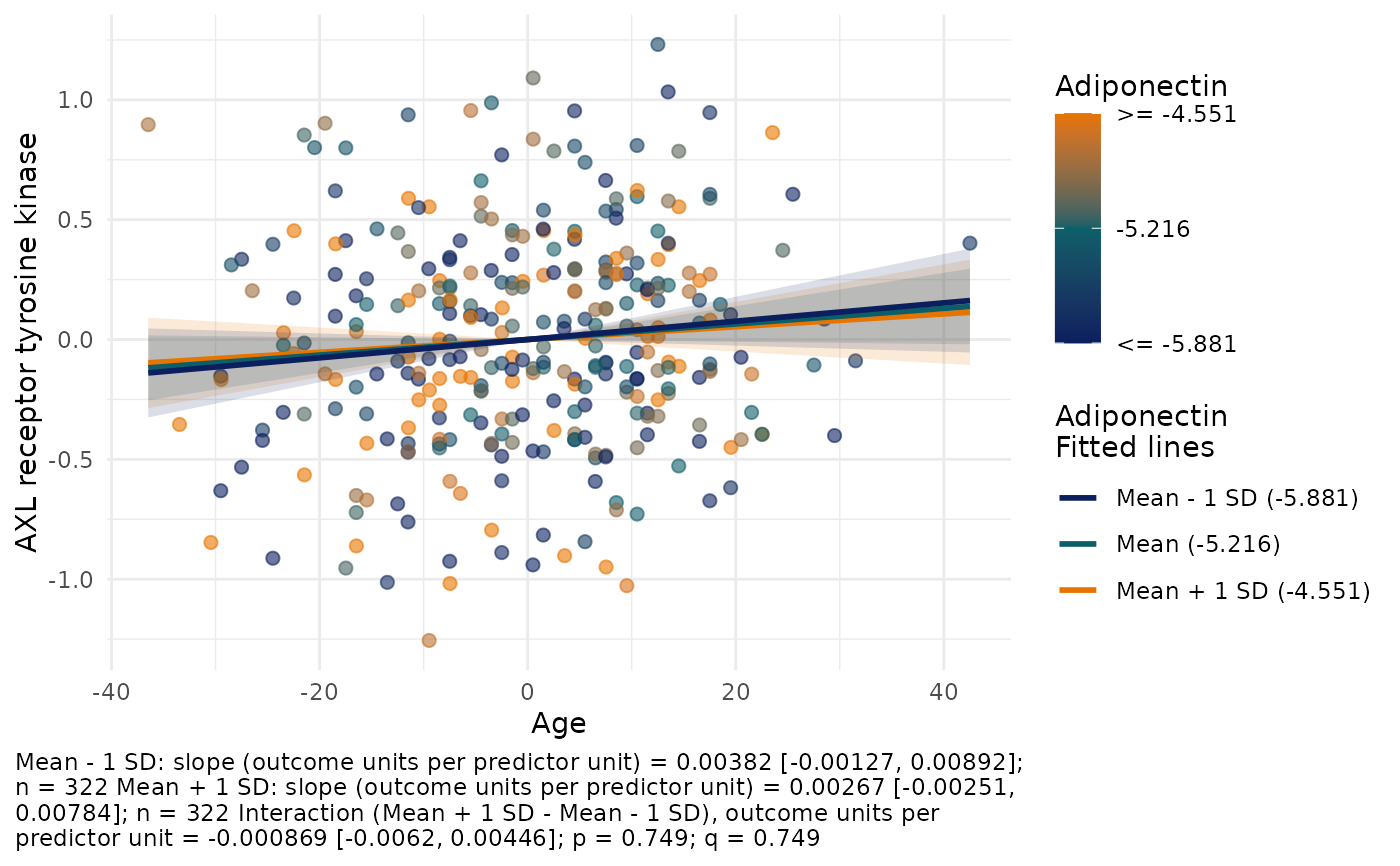 AXL receptor tyrosine kinase
1.0
0.5
0.0
-0.5
-1.0
-40
-20
0
20
40
Age
Adiponectin
>= -4.551
-5.216
<= -5.881
Adiponectin
Fitted lines
Mean - 1 SD (-5.881)
Mean (-5.216)
Mean + 1 SD (-4.551)
Mean - 1 SD: slope (outcome units per predictor unit) = 0.00382 [-0.00127, 0.00892];
n = 322 Mean + 1 SD: slope (outcome units per predictor unit) = 0.00267 [-0.00251,
0.00784]; n = 322 Interaction (Mean + 1 SD - Mean - 1 SD), outcome units per
predictor unit = -0.000869 [-0.0062, 0.00446]; p = 0.749; q = 0.749